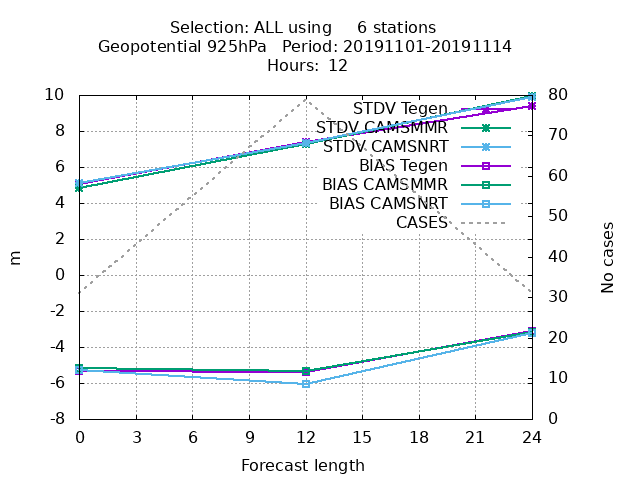 Selection: ALL using 6 stations
Geopotential 925hPa Period: 20191101-20191114
Hours: 12
10
8
6
4
2
0
-2
-4
-6
-8
m
STDV Tegen
STDV CAMSMMR
STDV CAMSNRT
BIAS Tegen
BIAS CAMSMMR
BIAS CAMSNRT
CASES
80
70
60
50
40
30
20
10
0
No cases
0 3 6 9 12 15 18 21 24
Forecast length